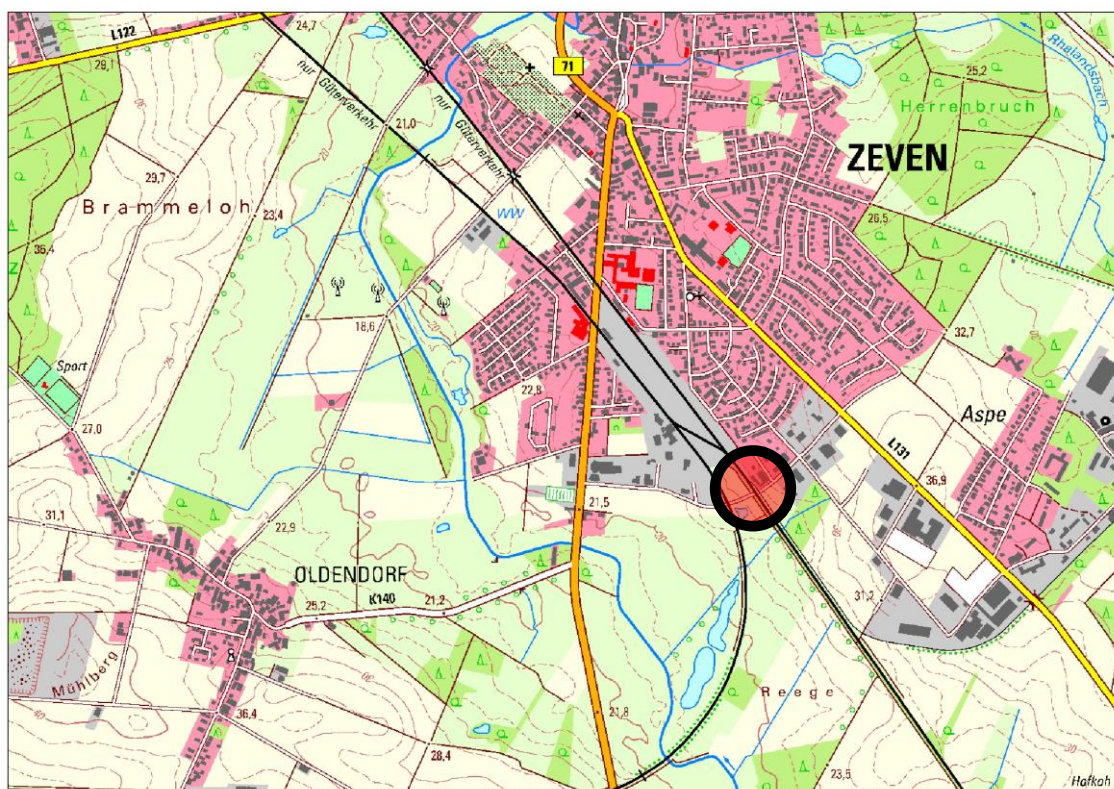 L122
24,7
29,1
71
Rhelandsbach
25,2
Herrenbruch
nur Güterverkehr
nur Güterverkehr
21,0
ZEVEN
29,7
Brammeloh
23,4
36,4
Z
WW
26,5
18,6
32,7
Sport
22,8
27,0
Aspe
L131
36,9
31,1
21,5
22,9
OLDENDORF
K140
25,2
21,2
31,2
Mühlberg
Reege
36,4
21,8
28,4
23,5
Hofkoh